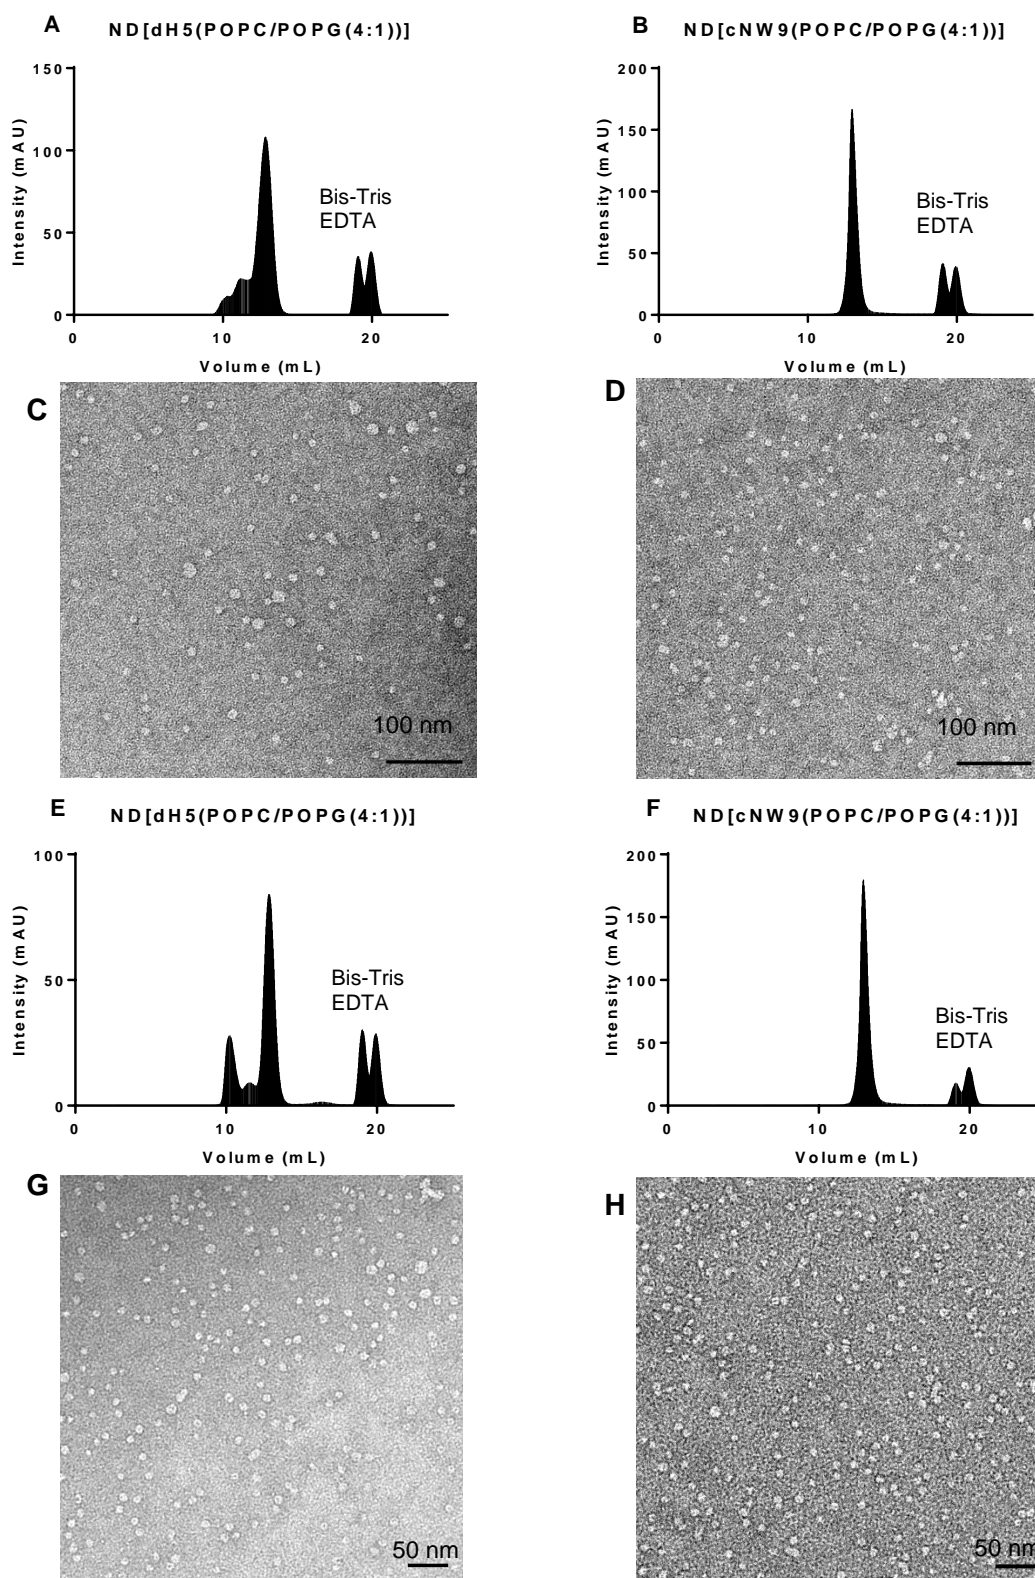 A
ND[dH5(POPC/POPG(4:1))]
150
100
50
0
Intensity (mAU)
Bis-Tris
EDTA
0
10
20
Volume (mL)
B
ND[cNW9(POPC/POPG(4:1))]
200
150
100
50
0
Intensity (mAU)
Bis-Tris
EDTA
0
10
20
Volume (mL)
C
100 nm
D
100 nm
E
ND[dH5(POPC/POPG(4:1))]
100
50
0
Intensity (mAU)
Bis-Tris
EDTA
0
10
20
Volume (mL)
F
ND[cNW9(POPC/POPG(4:1))]
200
150
100
50
0
Intensity (mAU)
Bis-Tris
EDTA
0
10
20
Volume (mL)
G
50 nm
H
50 nm